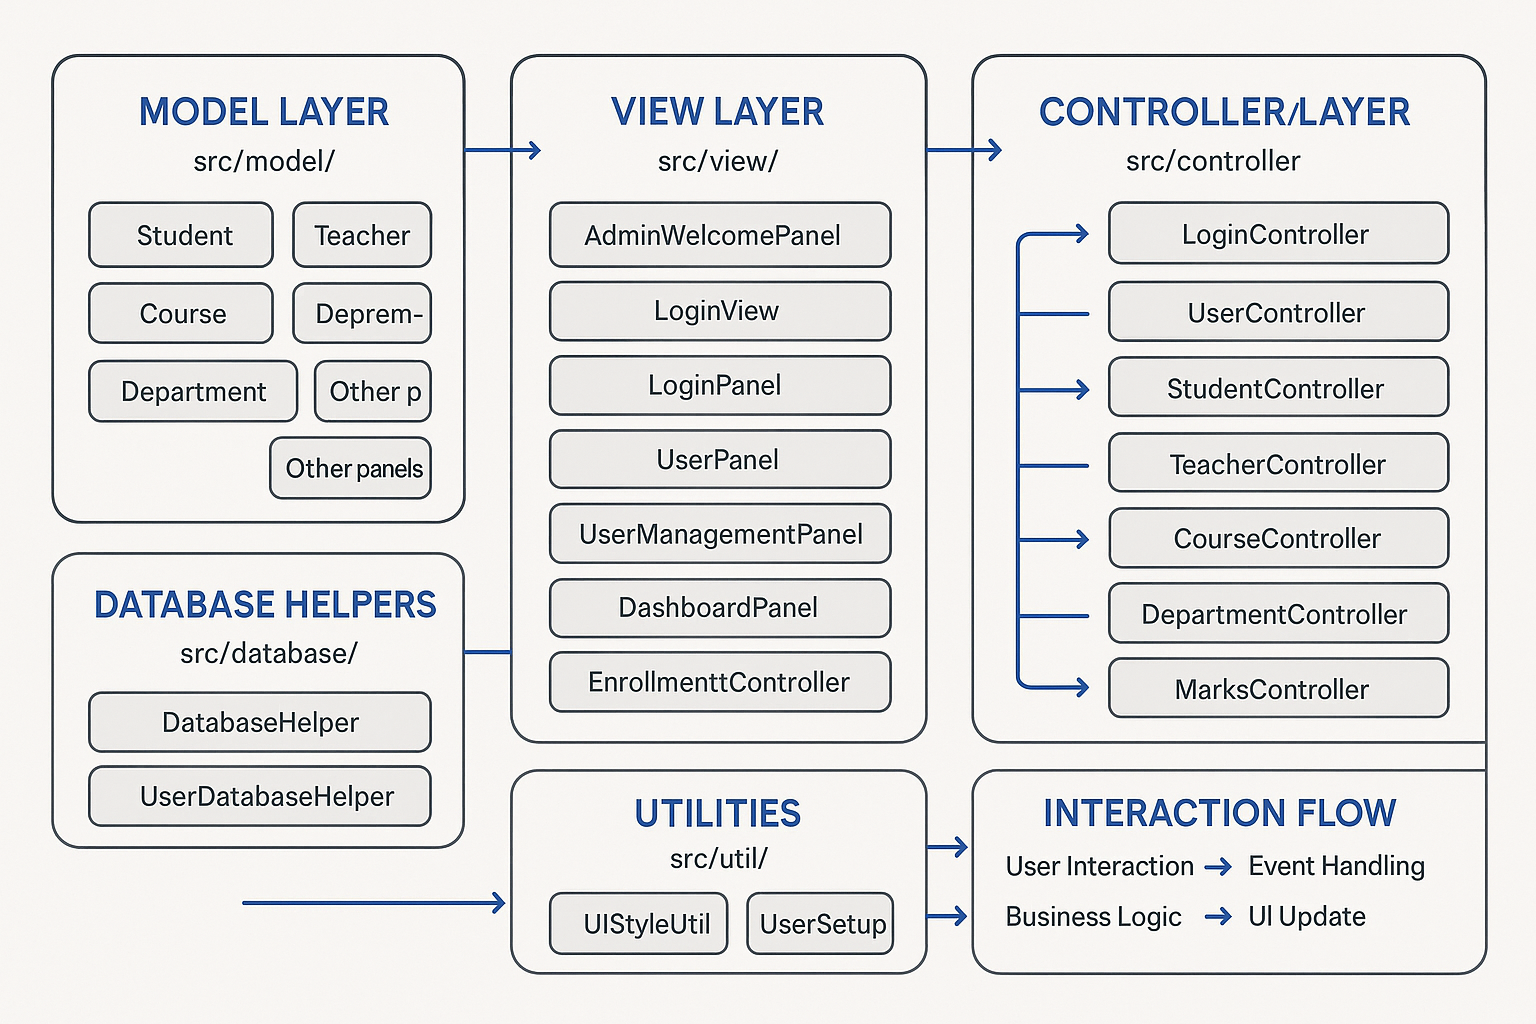 MODEL LAYER
src/model/
Student
Teacher
Course
Deprem-
Department
Other p
Other panels
DATABASE HELPERS
src/database/
DatabaseHelper
UserDatabaseHelper
VIEW LAYER
src/view/
AdminWelcomePanel
LoginView
LoginPanel
UserPanel
UserManagementPanel
DashboardPanel
EnrollmenttController
UTILITIES
src/util/
UIStyleUtil
UserSetup
CONTROLLER/LAYER
src/controller
LoginController
UserController
StudentController
TeacherController
CourseController
DepartmentController
MarksController
INTERACTION FLOW
User Interaction → Event Handling
Business Logic → UI Update